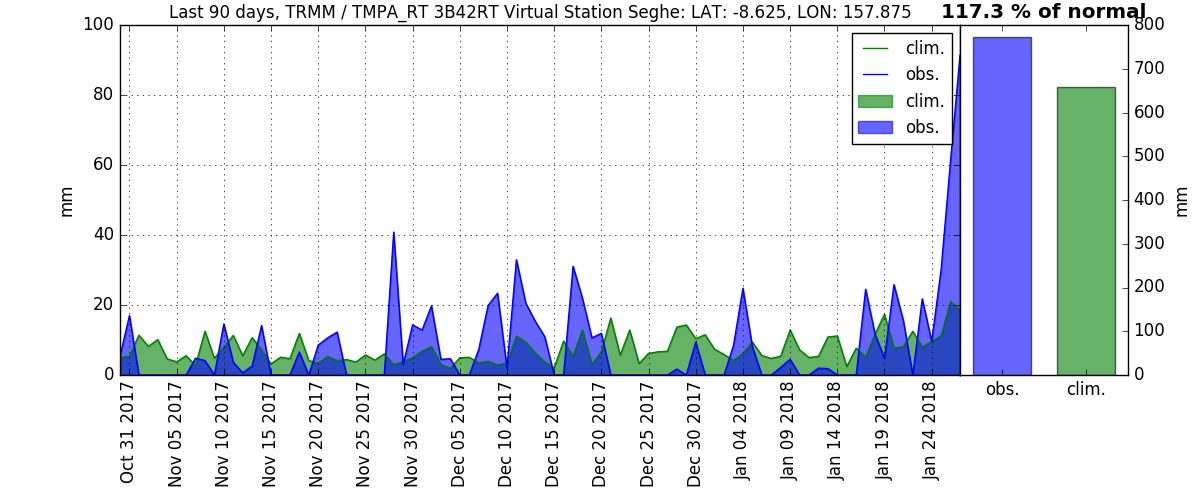 Last 90 days, TRMM / TMPA_RT 3B42RT Virtual Station Seghe: LAT: -8.625, LON: 157.875
117.3 % of normal
100
80
60
40
20
0
mm
clim.
obs.
clim.
obs.
800
700
600
500
400
300
200
100
0
mm
Oct 31 2017
Nov 05 2017
Nov 10 2017
Nov 15 2017
Nov 20 2017
Nov 25 2017
Nov 30 2017
Dec 05 2017
Dec 10 2017
Dec 15 2017
Dec 20 2017
Dec 25 2017
Dec 30 2017
Jan 04 2018
Jan 09 2018
Jan 14 2018
Jan 19 2018
Jan 24 2018
obs.
clim.